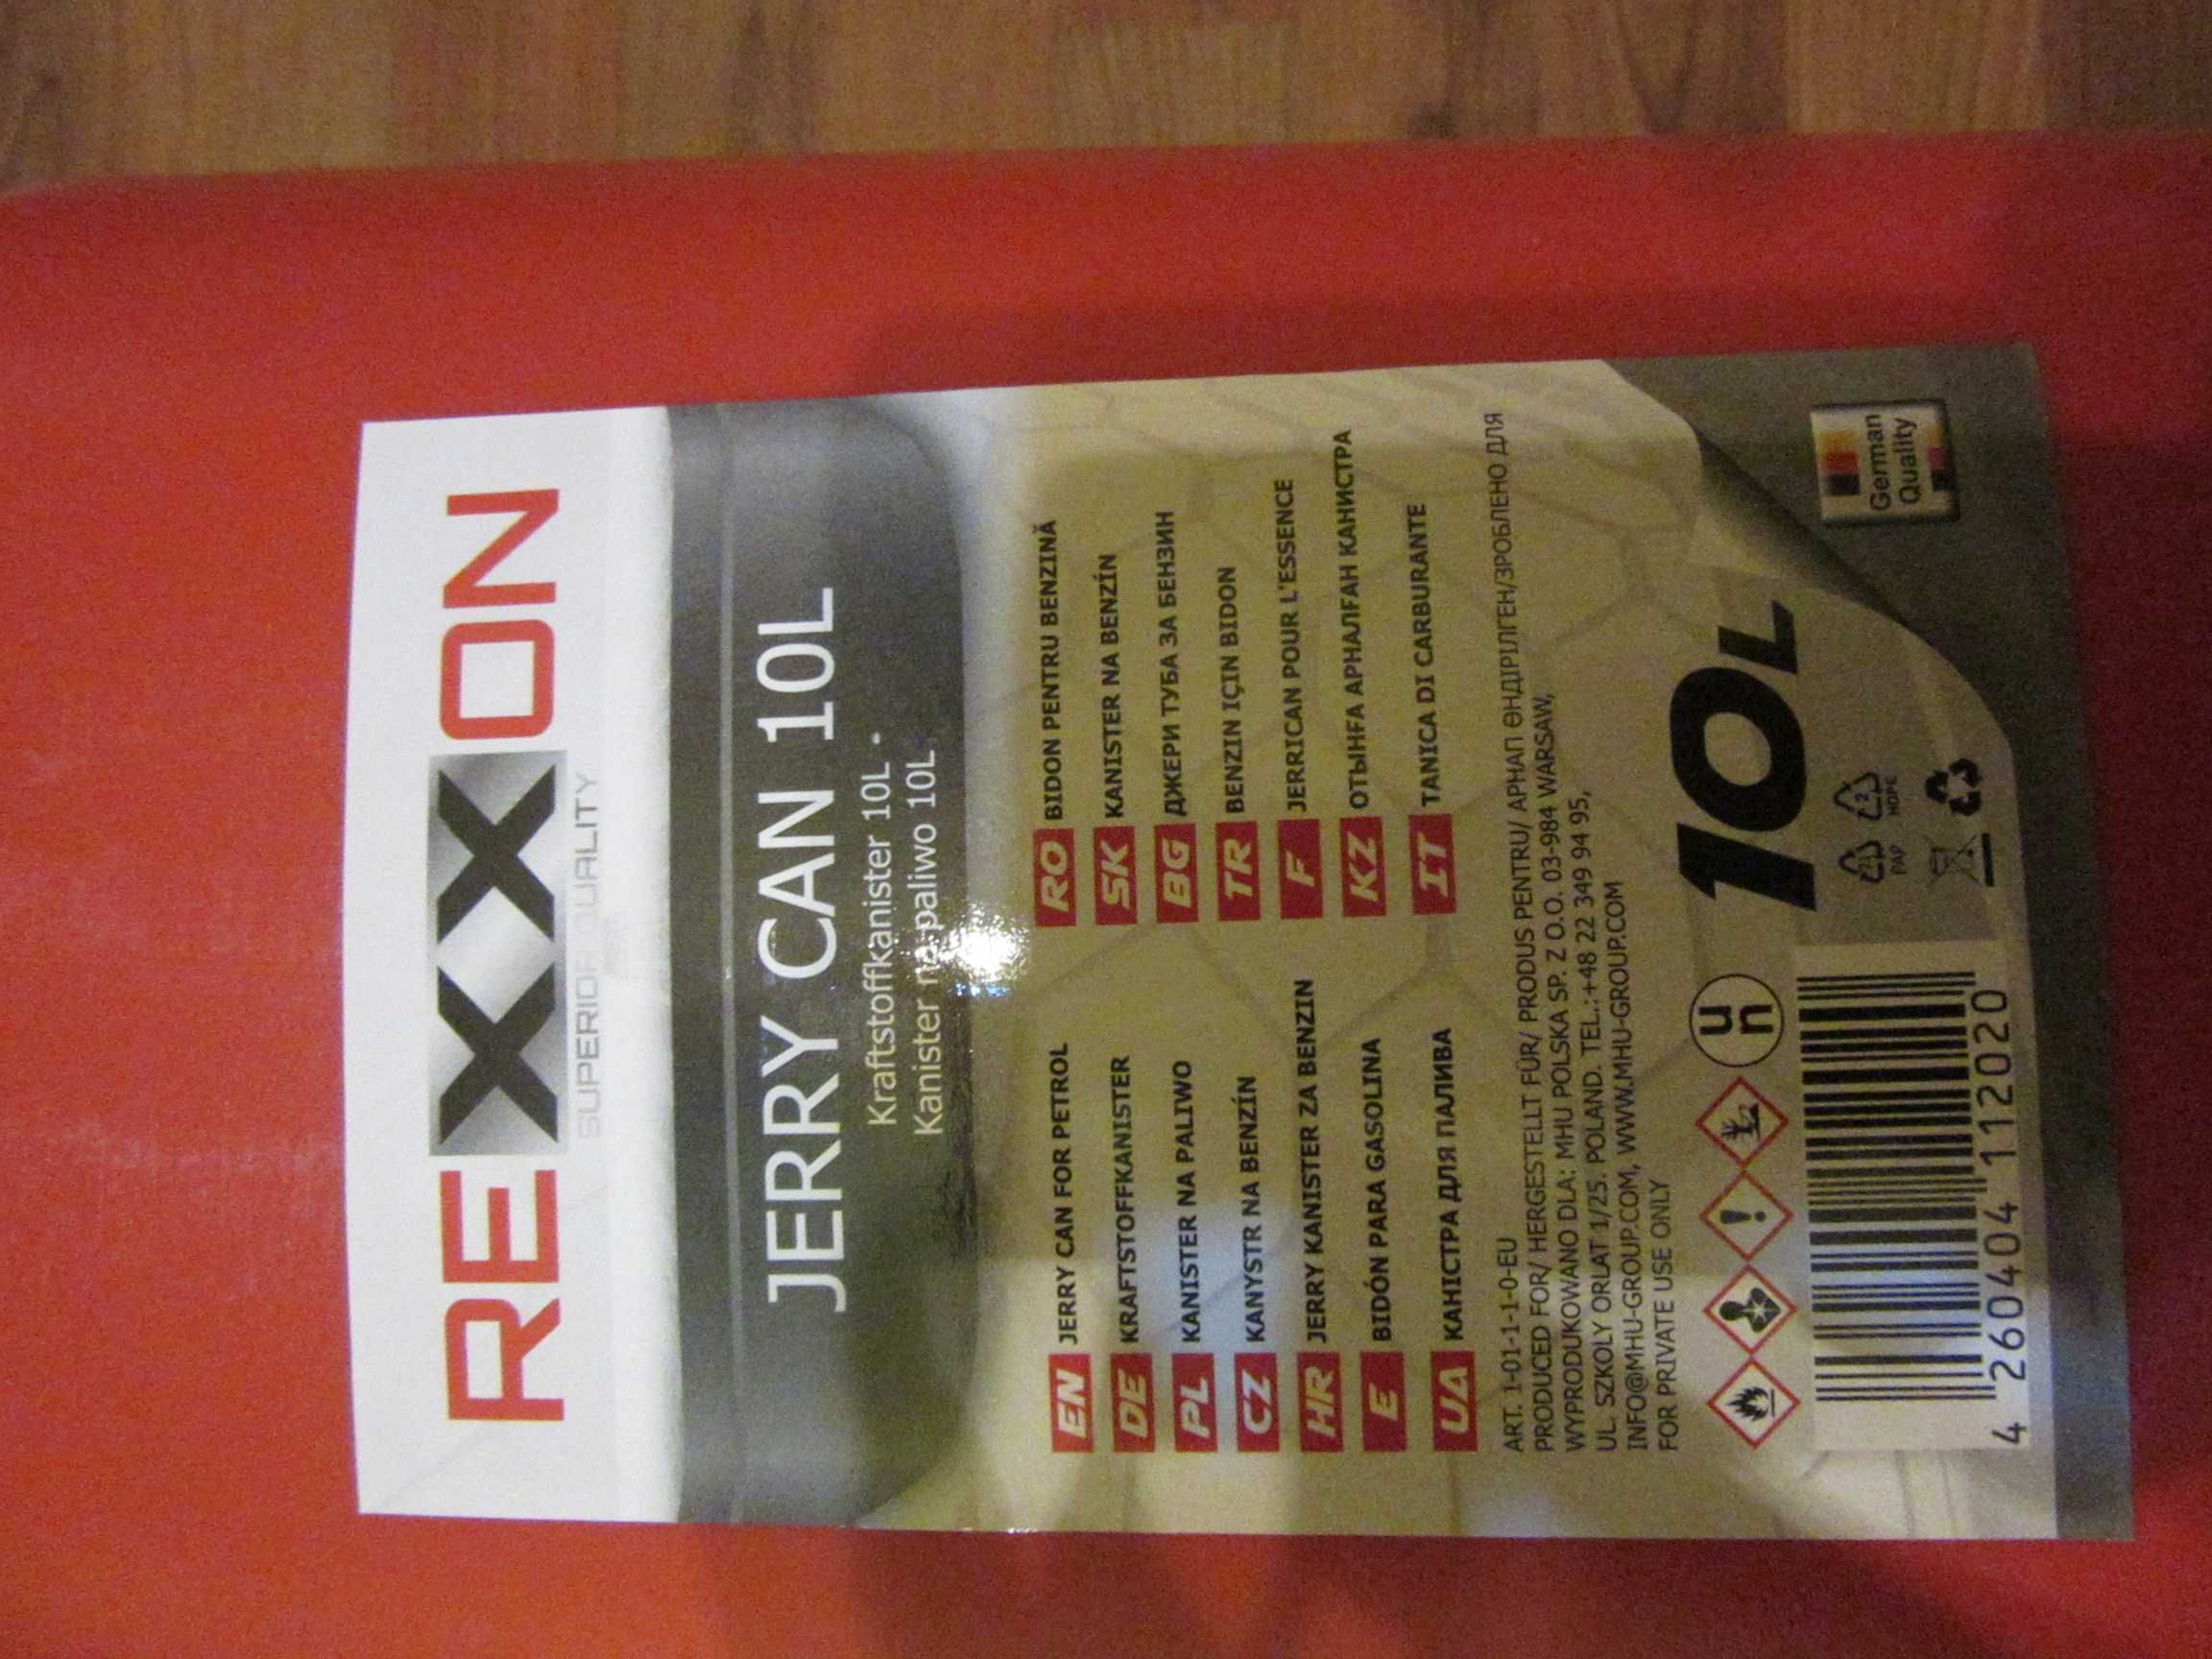 REXXON
SUPERIOR QUALITY
JERRY CAN 10L
Kraftstoffkanister 10L -
Kanister na paliwo 10L
EN JERRY CAN FOR PETROL
DE KRAFTSTOFFKANISTER
PL KANISTER NA PALIWO
CZ KANYSTR NA BENZÍN
HR JERRY KANISTER ZA BENZIN
E BIDÓN PARA GASOLINA
UA КАНІСТРА ДЛЯ ПАЛИВА
RO BIDON PENTRU BENZINĂ
SK KANISTER NA BENZÍN
BG ДЖЕРИ ТУБА ЗА БЕНЗИН
TR BENZIN IÇIN BIDON
F JERRICAN POUR L'ESSENCE
KZ ОТЫНҒА АРНАЛҒАН КАНИСТРА
IT TANICA DI CARBURANTE
ART. 1-01-1-1-0-EU
PRODUCED FOR/ HERGESTELLT FÜR/ PRODUS PENTRU/ АРНАП ӨНДІРІЛГЕН/ЗРОБЛЕНО ДЛЯ
WYPRODUKOWANO DLA: MHU POLSKA SP. Z O.O. 03-984 WARSAW,
UL. SZKOLY ORLAT 1/25. POLAND. TEL.:+48 22 349 94 95,
INFO@MHU-GROUP.COM, WWW.MHU-GROUP.COM
FOR PRIVATE USE ONLY
un
10L
PAP
2
HDPE
German
Quality
4 260404 112020